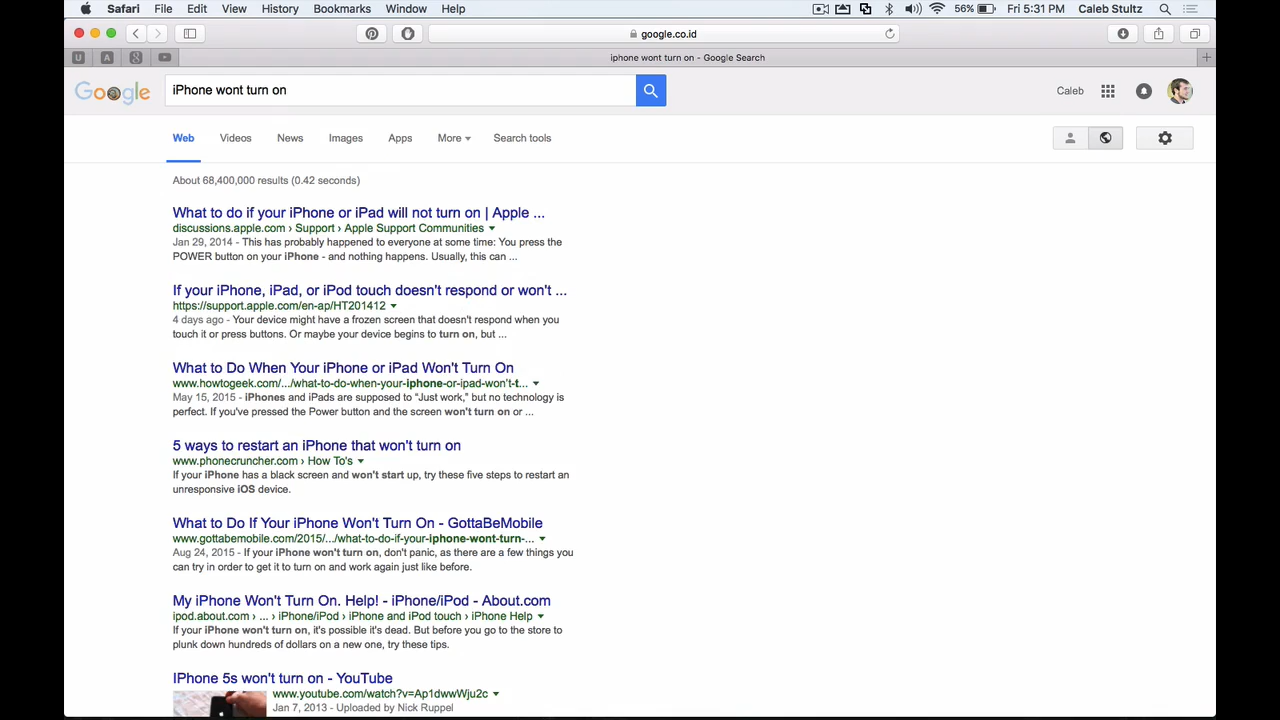 Safari File Edit View History Bookmarks Window Help 56% Fri 5:31 PM Caleb Stultz
google.co.id
U A 8 iphone wont turn on - Google Search
Google iPhone wont turn on Caleb
Web Videos News Images Apps More Search tools
About 68,400,000 results (0.42 seconds)
What to do if your iPhone or iPad will not turn on | Apple ...
discussions.apple.com › Support › Apple Support Communities
Jan 29, 2014 - This has probably happened to everyone at some time: You press the
POWER button on your iPhone - and nothing happens. Usually, this can ...
If your iPhone, iPad, or iPod touch doesn't respond or won't ...
https://support.apple.com/en-ap/HT201412
4 days ago - Your device might have a frozen screen that doesn't respond when you
touch it or press buttons. Or maybe your device begins to turn on, but ...
What to Do When Your iPhone or iPad Won't Turn On
www.howtogeek.com/.../what-to-do-when-your-iphone-or-ipad-won't-t...
May 15, 2015 - iPhones and iPads are supposed to “Just work,” but no technology is
perfect. If you've pressed the Power button and the screen won't turn on or ...
5 ways to restart an iPhone that won't turn on
www.phonecruncher.com › How To's
If your iPhone has a black screen and won't start up, try these five steps to restart an
unresponsive iOS device.
What to Do If Your iPhone Won't Turn On - GottaBeMobile
www.gottabemobile.com/2015/.../what-to-do-if-your-iphone-wont-turn-...
Aug 24, 2015 - If your iPhone won't turn on, don't panic, as there are a few things you
can try in order to get it to turn on and work again just like before.
My iPhone Won't Turn On. Help! - iPhone/iPod - About.com
ipod.about.com › ... › iPhone/iPod › iPhone and iPod touch › iPhone Help
If your iPhone won't turn on, it's possible it's dead. But before you go to the store to
plunk down hundreds of dollars on a new one, try these tips.
IPhone 5s won't turn on - YouTube
www.youtube.com/watch?v=Ap1dwwWju2c
Jan 7, 2013 - Uploaded by Nick Ruppel